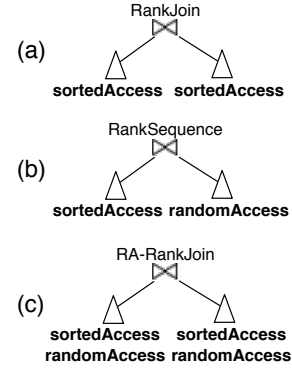 RankJoin
(a)
sortedAccess sortedAccess
RankSequence
(b)
sortedAccess randomAccess
RA-RankJoin
(c)
sortedAccess sortedAccess
randomAccess randomAccess